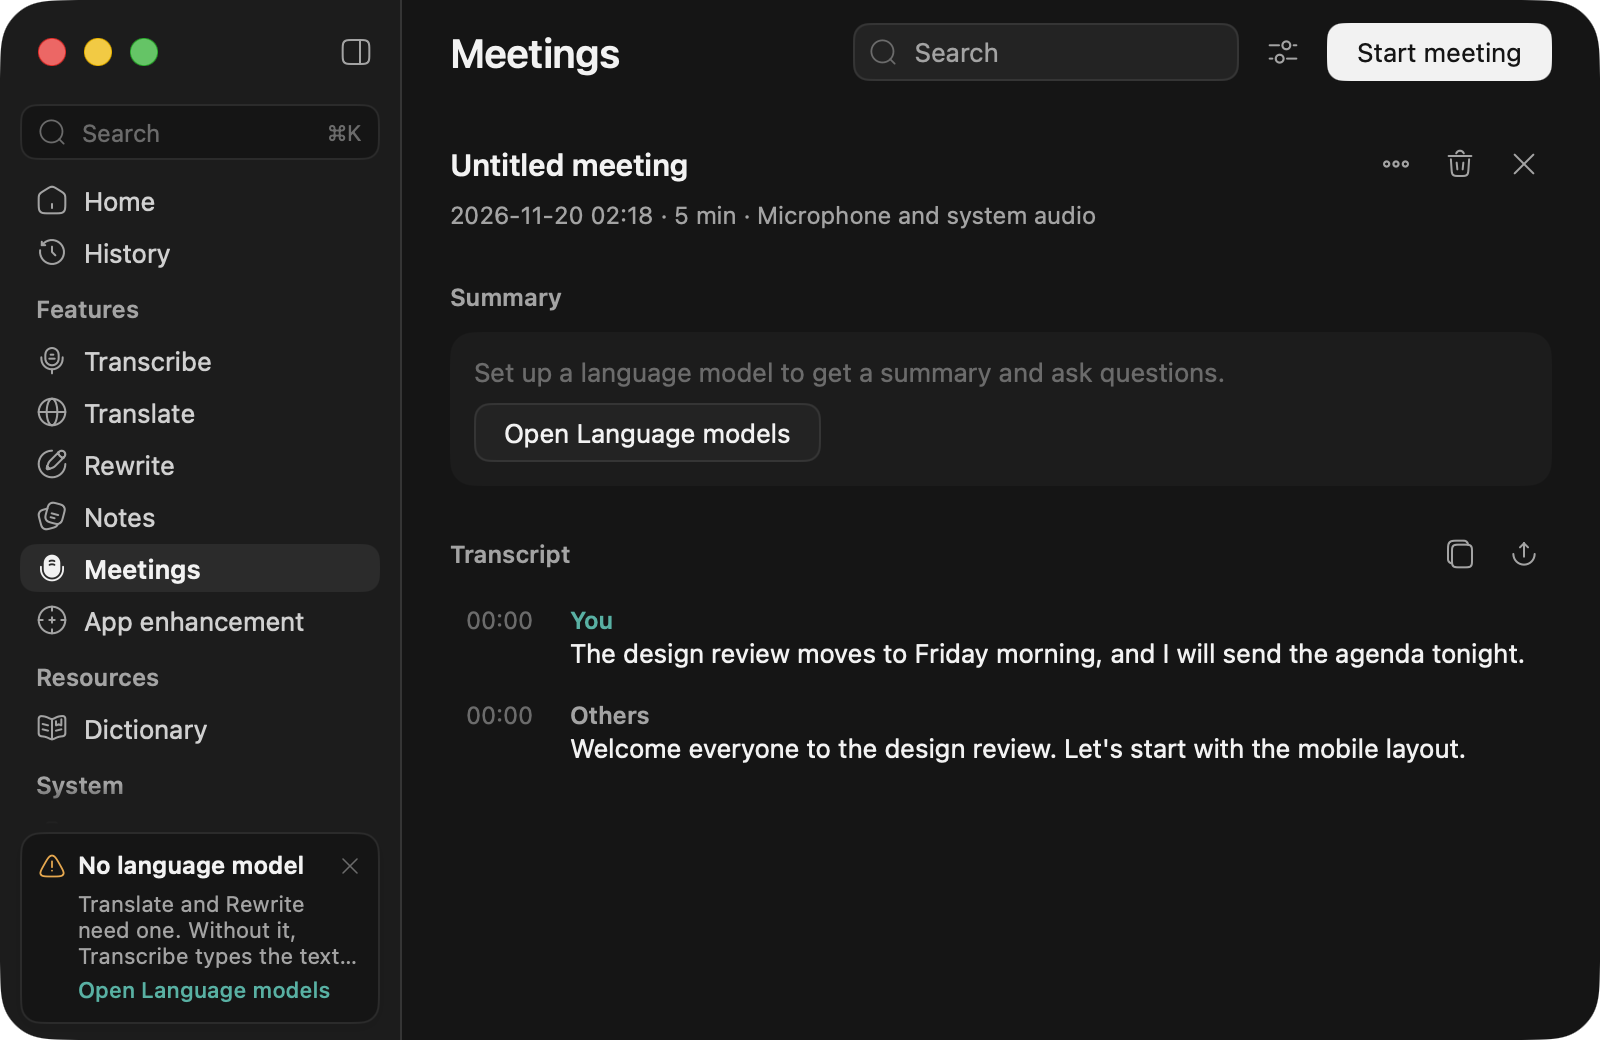 Search ⌘K
Home
History
Features
Transcribe
Translate
Rewrite
Notes
Meetings
App enhancement
Resources
Dictionary
System
No language model
Translate and Rewrite
need one. Without it,
Transcribe types the text...
Open Language models
Meetings
Search
Start meeting
Untitled meeting
2026-11-20 02:18 · 5 min · Microphone and system audio
Summary
Set up a language model to get a summary and ask questions.
Open Language models
Transcript
00:00 You
The design review moves to Friday morning, and I will send the agenda tonight.
00:00 Others
Welcome everyone to the design review. Let's start with the mobile layout.